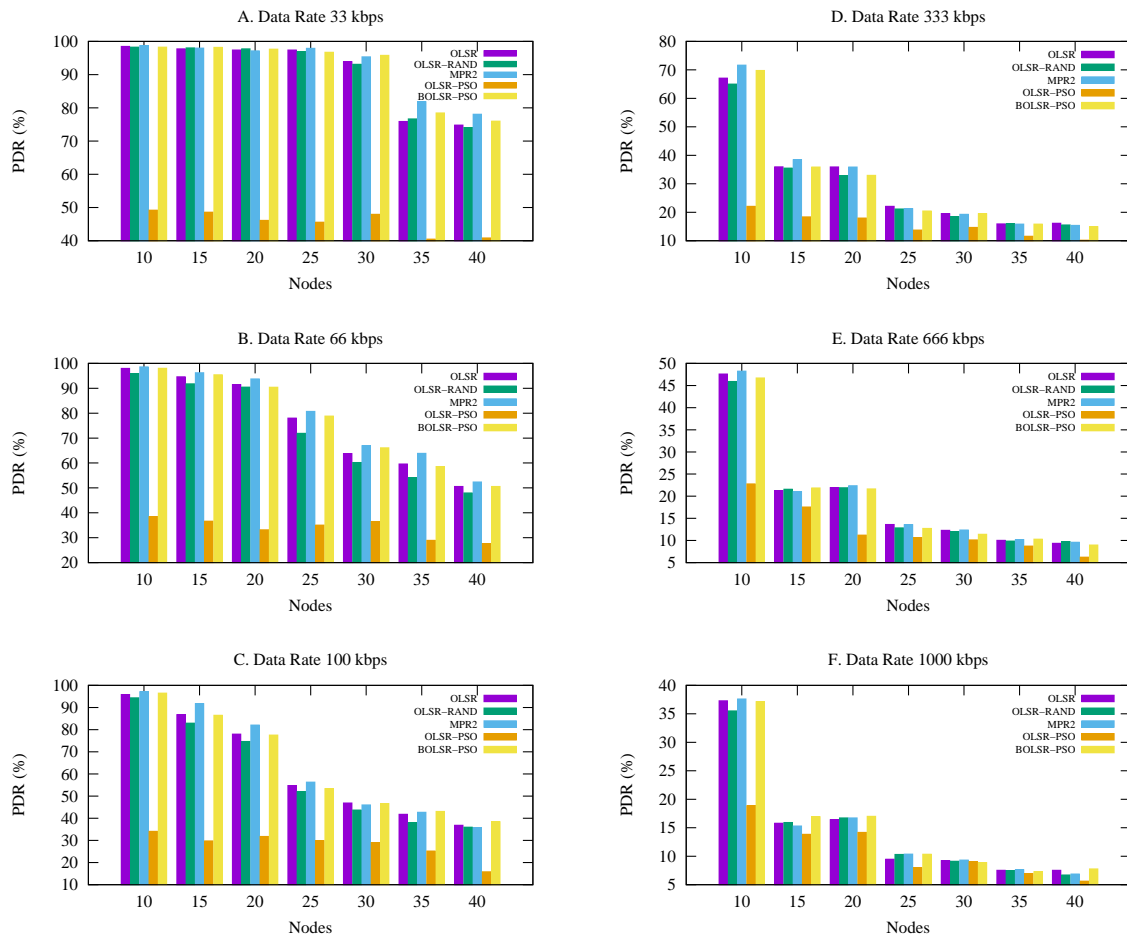 A. Data Rate 33 kbps
PDR (%)
100
90
80
70
60
50
40
OLSR
OLSR-RAND
MPR2
OLSR-PSO
BOLSR-PSO
10 15 20 25 30 35 40
Nodes
D. Data Rate 333 kbps
PDR (%)
80
70
60
50
40
30
20
10
OLSR
OLSR-RAND
MPR2
OLSR-PSO
BOLSR-PSO
10 15 20 25 30 35 40
Nodes
B. Data Rate 66 kbps
PDR (%)
100
90
80
70
60
50
40
30
20
OLSR
OLSR-RAND
MPR2
OLSR-PSO
BOLSR-PSO
10 15 20 25 30 35 40
Nodes
E. Data Rate 666 kbps
PDR (%)
50
45
40
35
30
25
20
15
10
5
OLSR
OLSR-RAND
MPR2
OLSR-PSO
BOLSR-PSO
10 15 20 25 30 35 40
Nodes
C. Data Rate 100 kbps
PDR (%)
100
90
80
70
60
50
40
30
20
10
OLSR
OLSR-RAND
MPR2
OLSR-PSO
BOLSR-PSO
10 15 20 25 30 35 40
Nodes
F. Data Rate 1000 kbps
PDR (%)
40
35
30
25
20
15
10
5
OLSR
OLSR-RAND
MPR2
OLSR-PSO
BOLSR-PSO
10 15 20 25 30 35 40
Nodes